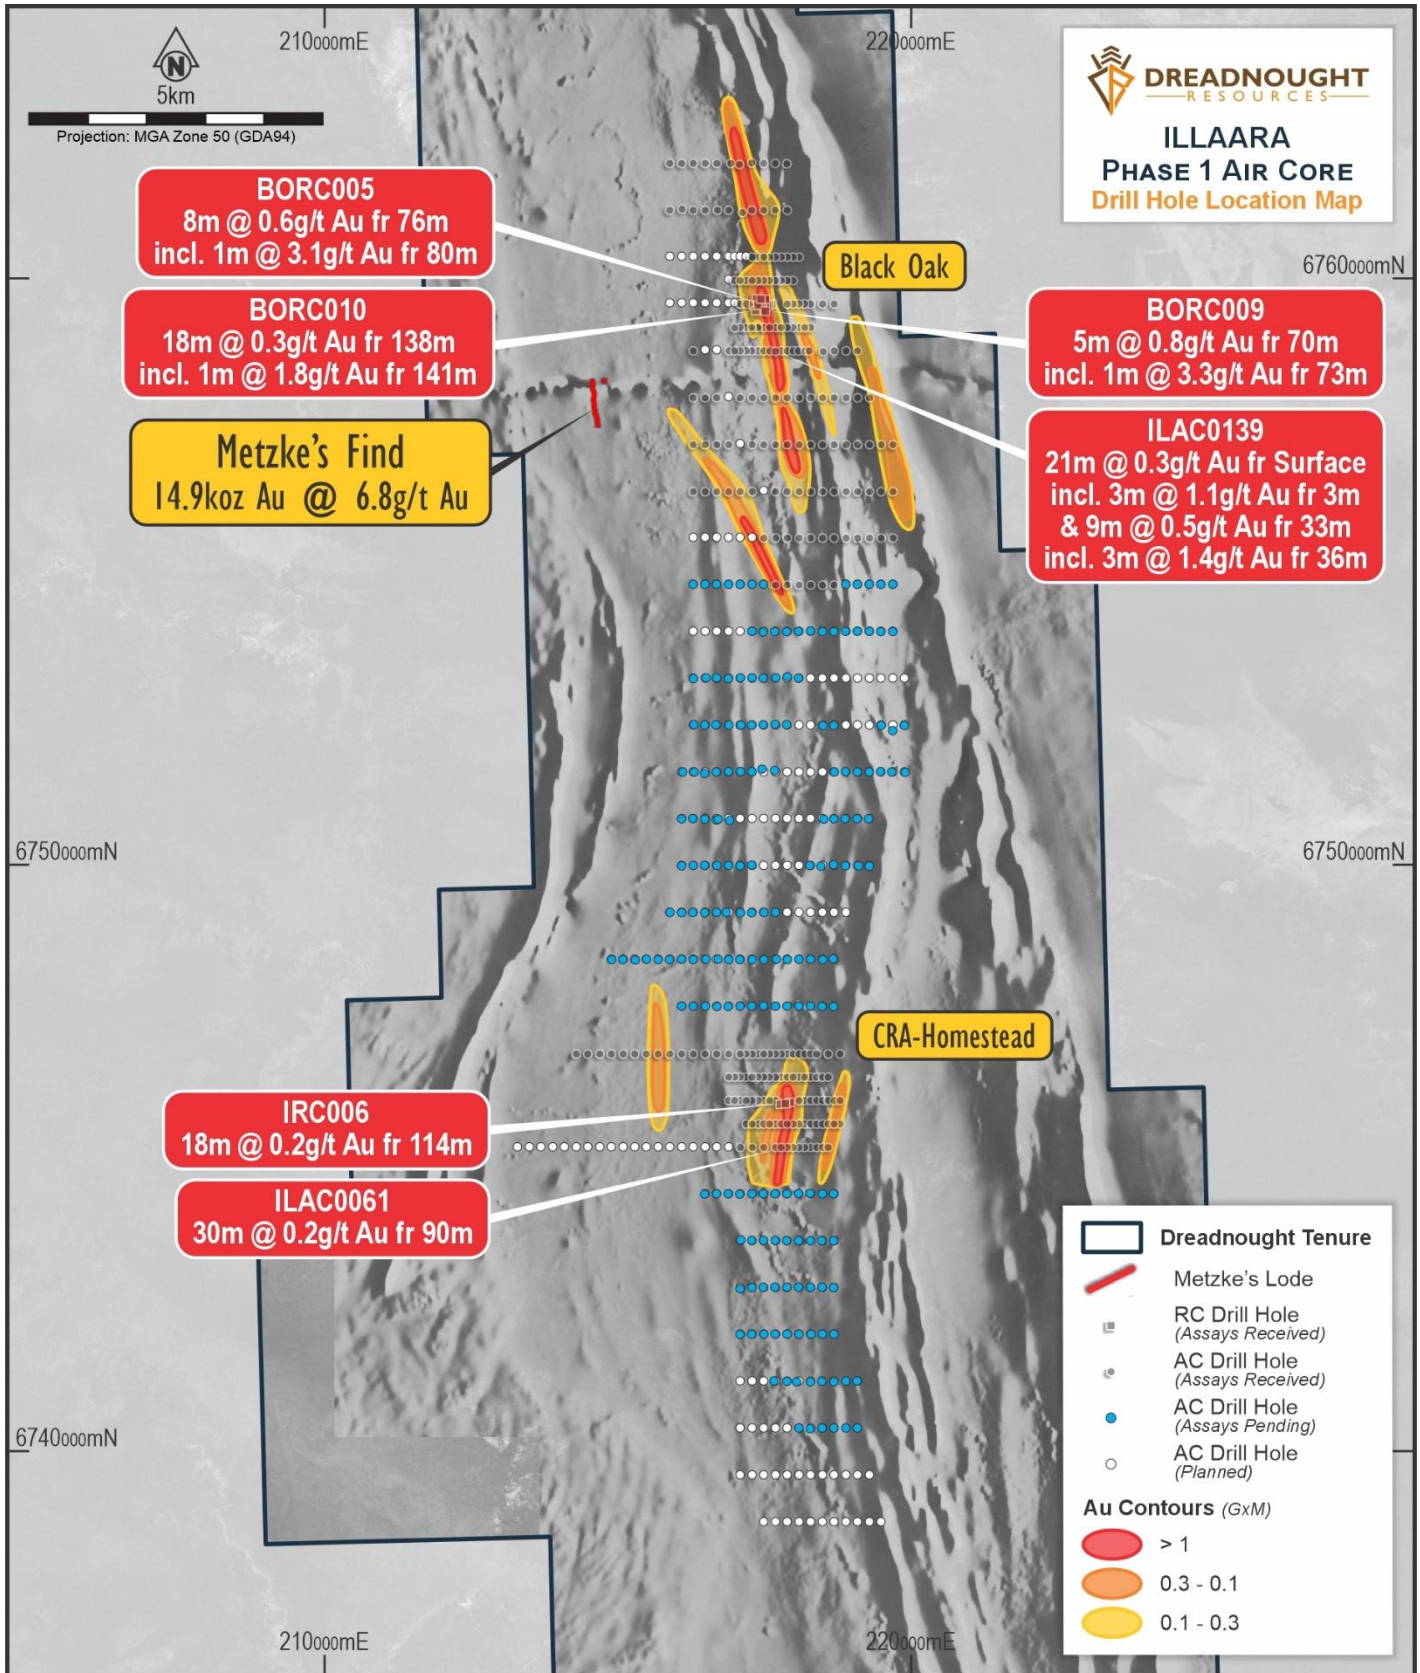 210000mE
220000mE
N
5km
Projection: MGA Zone 50 (GDA94)
DREADNOUGHT
RESOURCES
ILLAARA
PHASE 1 AIR CORE
Drill Hole Location Map
BORC005
8m @ 0.6g/t Au fr 76m
incl. 1m @ 3.1g/t Au fr 80m
Black Oak
6760000mN
BORC010
18m @ 0.3g/t Au fr 138m
incl. 1m @ 1.8g/t Au fr 141m
BORC009
5m @ 0.8g/t Au fr 70m
incl. 1m @ 3.3g/t Au fr 73m
Metzke's Find
14.9koz Au @ 6.8g/t Au
ILAC0139
21m @ 0.3g/t Au fr Surface
incl. 3m @ 1.1g/t Au fr 3m
& 9m @ 0.5g/t Au fr 33m
incl. 3m @ 1.4g/t Au fr 36m
6750000mN
6750000mN
CRA-Homestead
IRC006
18m @ 0.2g/t Au fr 114m
ILAC0061
30m @ 0.2g/t Au fr 90m
6740000mN
Dreadnought Tenure
Metzke's Lode
RC Drill Hole
(Assays Received)
AC Drill Hole
(Assays Received)
AC Drill Hole
(Assays Pending)
AC Drill Hole
(Planned)
Au Contours (GxM)
> 1
0.3 - 0.1
0.1 - 0.3
210000mE
220000mE